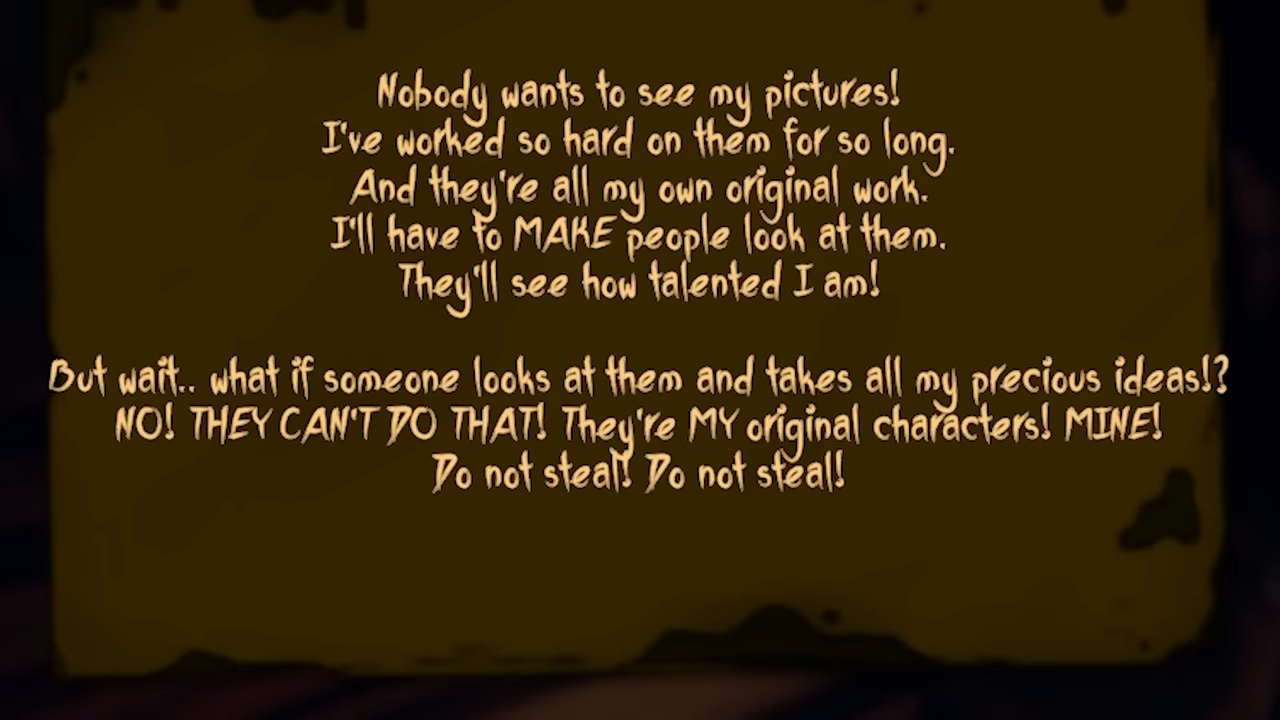 Nobody wants to see my pictures!
I've worked so hard on them for so long.
And they're all my own original work.
I'll have to MAKE people look at them.
They'll see how talented I am!
But wait.. what if someone looks at them and takes all my precious ideas!?
NO! THEY CAN'T DO THAT! They're MY original characters! MINE!
Do not steal! Do not steal!